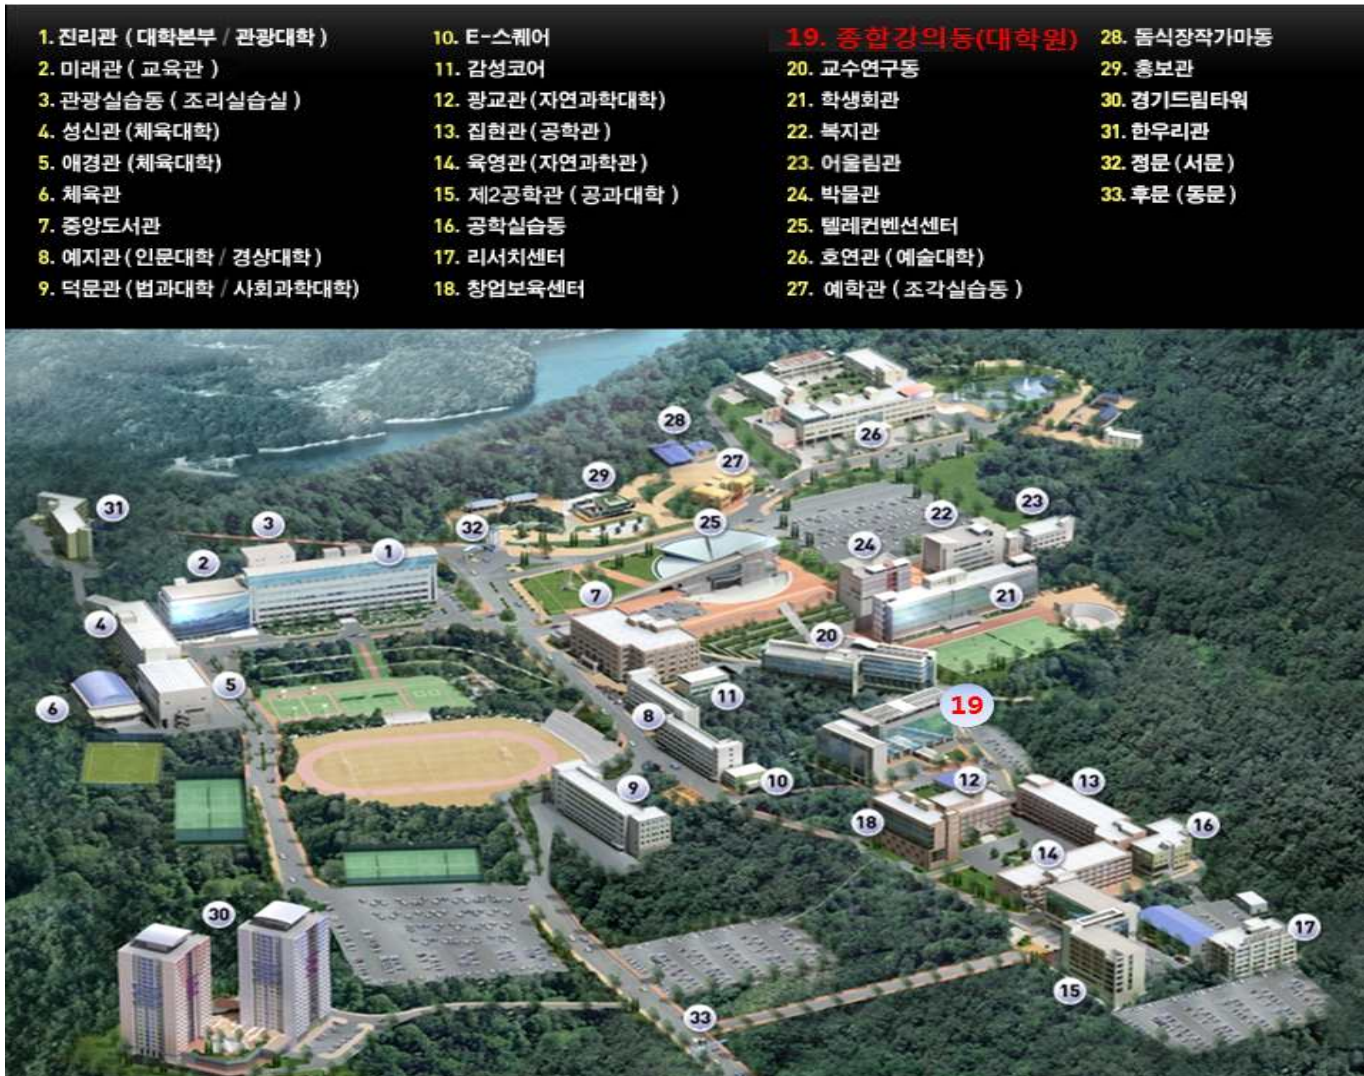 1. 진리관 ( 대학본부 / 관광대학 )
2. 미래관 ( 교육관 )
3. 관광실습동 ( 조리실습실 )
4. 성신관 (체육대학)
5. 애경관 (체육대학)
6. 체육관
7. 중앙도서관
8. 예지관 (인문대학 / 경상대학 )
9. 덕문관 (법과대학 / 사회과학대학)
10. E-스퀘어
11. 감성코어
12. 광교관 (자연과학대학)
13. 집현관 ( 공학관 )
14. 육영관 (자연과학관 )
15. 제2공학관 ( 공과대학 )
16. 공학실습동
17. 리서치센터
18. 창업보육센터
19. 종합강의동(대학원)
20. 교수연구동
21. 학생회관
22. 복지관
23. 어울림관
24. 박물관
25. 텔레컨벤션센터
26. 호연관 ( 예술대학 )
27. 예학관 ( 조각실습동 )
28. 돔식장작가마동
29. 홍보관
30. 경기드림타워
31. 한우리관
32. 정문 ( 서문 )
33. 후문 ( 동문 )
26
28
27
29
31
3
32
25
22
23
1
2
24
7
21
4
20
5
11
6
8
19
10
12
13
9
18
16
14
30
17
15
33